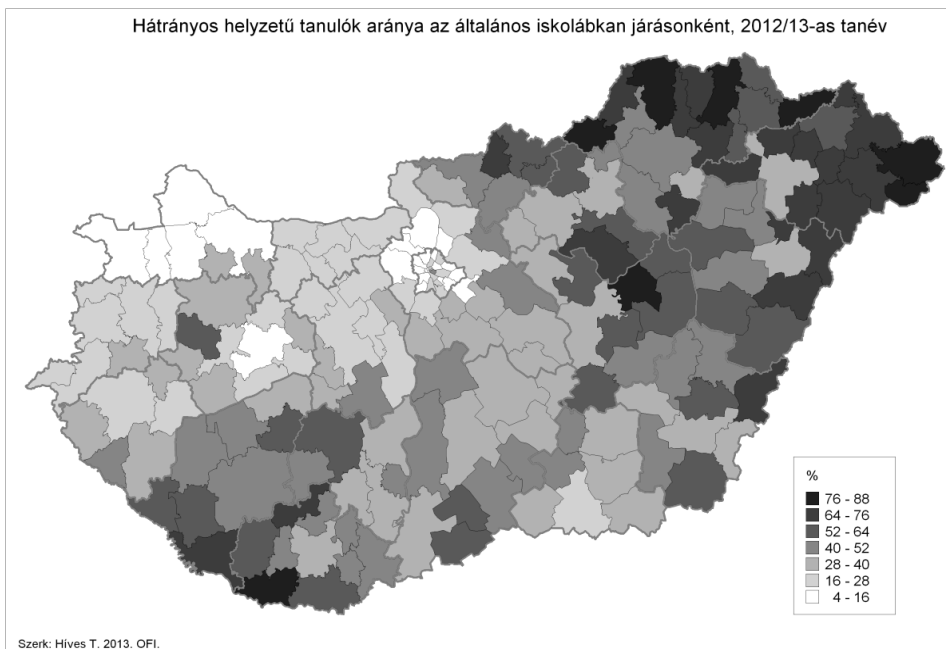 Hátrányos helyzetű tanulók aránya az általános iskolábkan járásonként, 2012/13-as tanév
%
76 - 88
64 - 76
52 - 64
40 - 52
28 - 40
16 - 28
4 - 16
Szerk: Híves T. 2013. OFI.